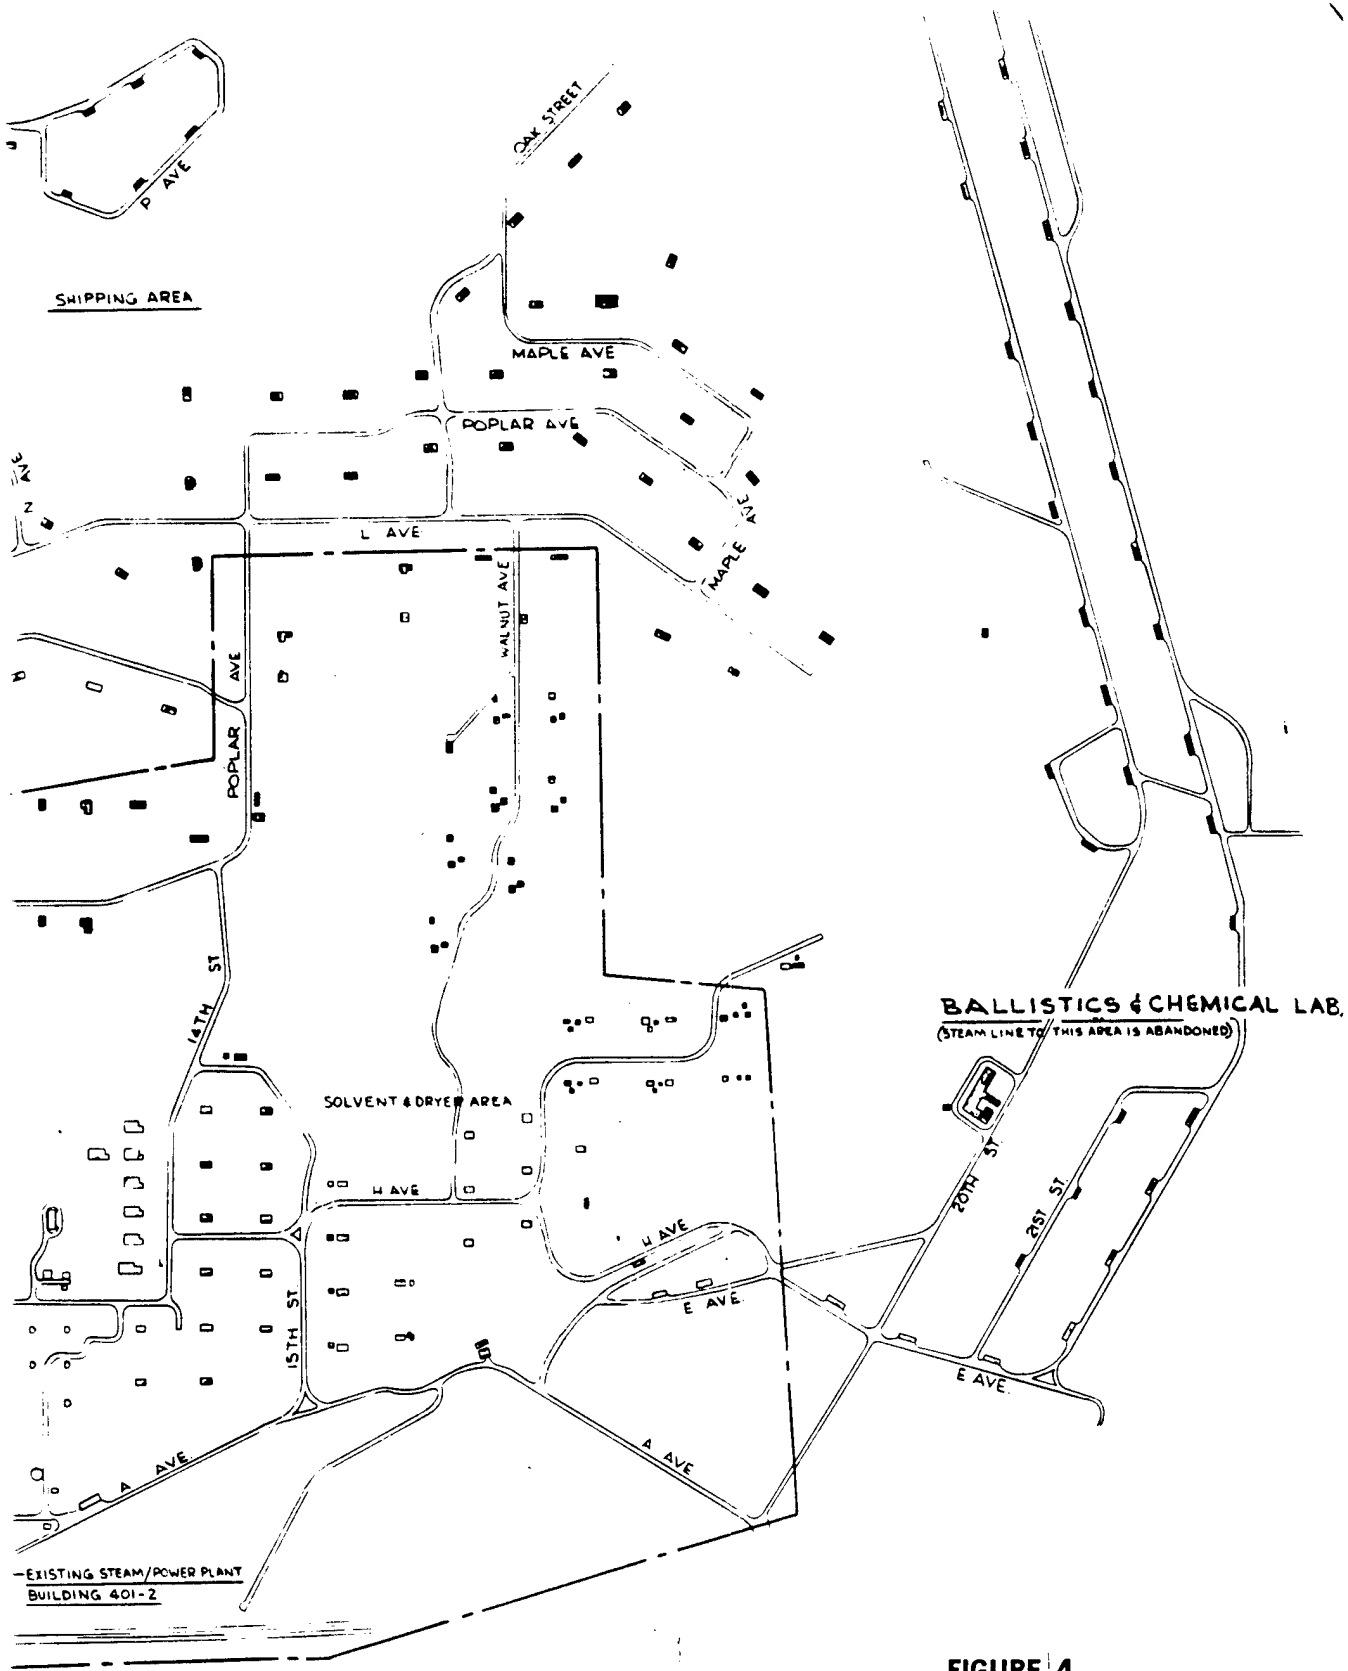 OAK STREET
P AVE
SHIPPING AREA
MAPLE AVE
POPLAR AVE
AVE
N
L AVE
MAPLE AVE
WALNUT AVE
POPLAR AVE
14TH ST
BALLISTICS & CHEMICAL LAB.
(STEAM LINE TO THIS AREA IS ABANDONED)
SOLVENT & DRYER AREA
H AVE
20TH ST.
21ST ST.
H AVE
E AVE.
15TH ST
E AVE.
A AVE.
A AVE
EXISTING STEAM/POWER PLANT
BUILDING 401-2
FIGURE 4